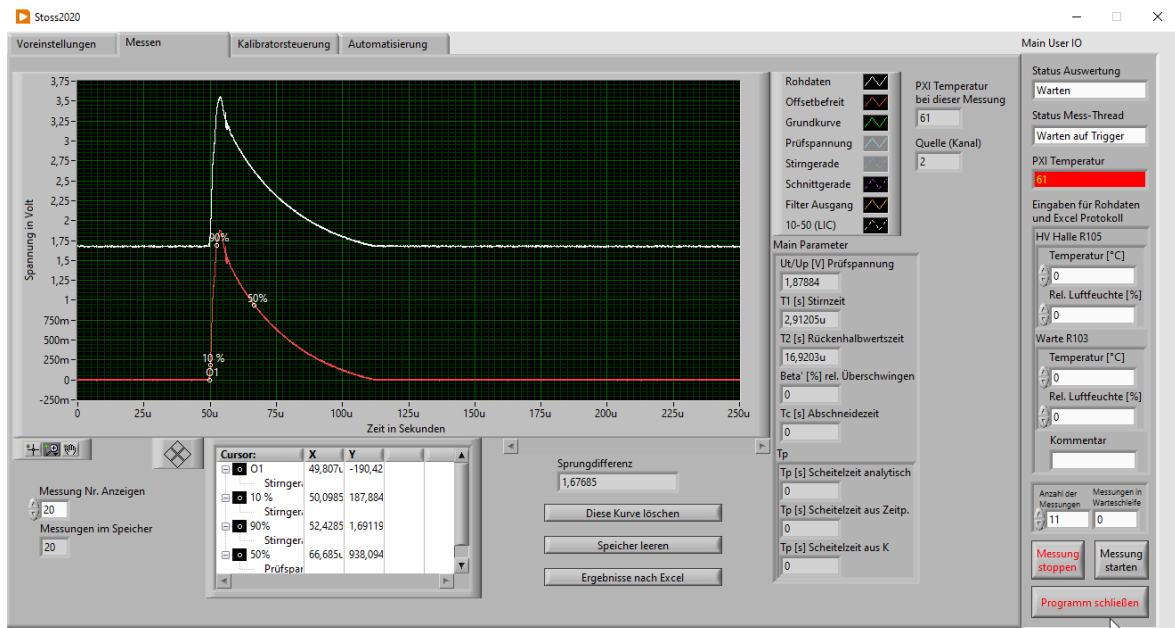 Stoss2020
Voreinstellungen
Messen
Kalibratorsteuerung
Automatisierung
Main User IO
Spannung in Volt
3,75
3,5
3,25
3
2,75
2,5
2,25
2
1,75
1,5
1,25
1
750m
500m
250m
0
-250m
90%
50%
10 %
O1
0
25u
50u
75u
100u
125u
150u
175u
200u
225u
250u
Zeit in Sekunden
Rohdaten
Offsetbefreit
Grundkurve
Prüfspannung
Stirngerade
Schnittgerade
Filter Ausgang
10-50 (LIC)
PXI Temperatur
bei dieser Messung
61
Quelle (Kanal)
2
Main Parameter
Ut/Up [V] Prüfspannung
1,87884
T1 [s] Stirnzeit
2,91205u
T2 [s] Rückenhalbwertszeit
16,9203u
Beta' [%] rel. Überschwingen
0
Tc [s] Abschneidezeit
0
Tp
Tp [s] Scheitelzeit analytisch
0
Tp [s] Scheitelzeit aus Zeitp.
0
Tp [s] Scheitelzeit aus K
0
Messung Nr. Anzeigen
20
Messungen im Speicher
20
Cursor: X Y
O1 49,807u -190,42
Stirngera
10 % 50,0985 187,884
Stirngera
90% 52,4285 1,69119
Stirngera
50% 66,685u 938,094
Prüfspar
Sprungdifferenz
1,67685
Diese Kurve löschen
Speicher leeren
Ergebnisse nach Excel
Status Auswertung
Warten
Status Mess-Thread
Warten auf Trigger
PXI Temperatur
61
Eingaben für Rohdaten
und Excel Protokoll
HV Halle R105
Temperatur [°C]
0
Rel. Luftfeuchte [%]
0
Warte R103
Temperatur [°C]
0
Rel. Luftfeuchte [%]
0
Kommentar
Anzahl der
Messungen
11
Messungen in
Warteschleife
0
Messung
stoppen
Messung
starten
Programm schließen